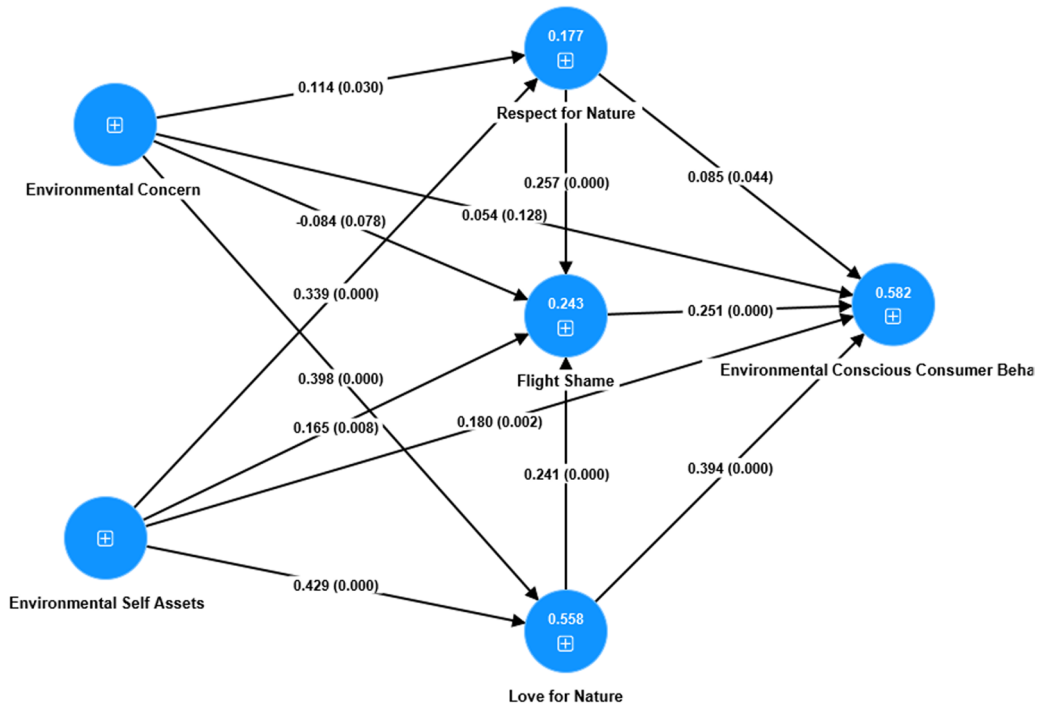 0.177
0.114 (0.030)
Respect for Nature
Environmental Concern
0.257 (0.000)
0.085 (0.044)
-0.084 (0.078)
0.054 (0.128)
0.339 (0.000)
0.243
0.582
0.251 (0.000)
Flight Shame
Environmental Conscious Consumer Beha
0.398 (0.000)
0.165 (0.008)
0.180 (0.002)
0.241 (0.000)
0.394 (0.000)
Environmental Self Assets
0.429 (0.000)
0.558
Love for Nature